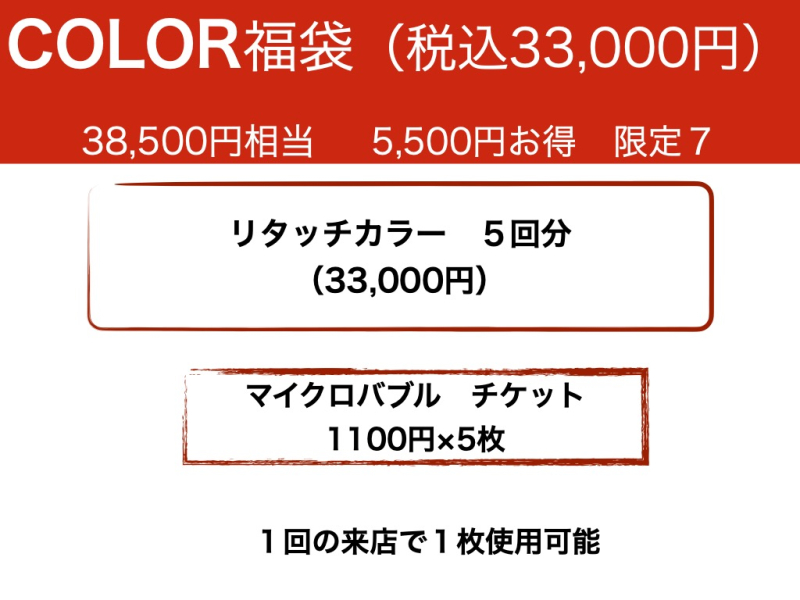 COLOR福袋（税込33,000円）
38,500円相当　5,500円お得　限定７
リタッチカラー　５回分
（33,000円）
マイクロバブル　チケット
1100円×5枚
１回の来店で１枚使用可能